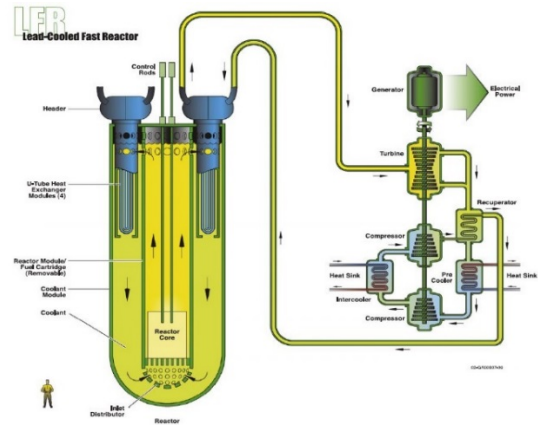 LFR
Lead-Cooled Fast Reactor
Control
Rods
Header
U-Tube Heat
Exchanger
Modules (4)
Reactor Module/
Fuel Cartridge
(Removable)
Coolant
Module
Coolant
Reactor
Core
Inlet
Distributor
Reactor
Generator
Electrical
Power
Turbine
Recuperator
Compressor
Heat Sink
Intercooler
Pre
Cooler
Heat Sink
Compressor